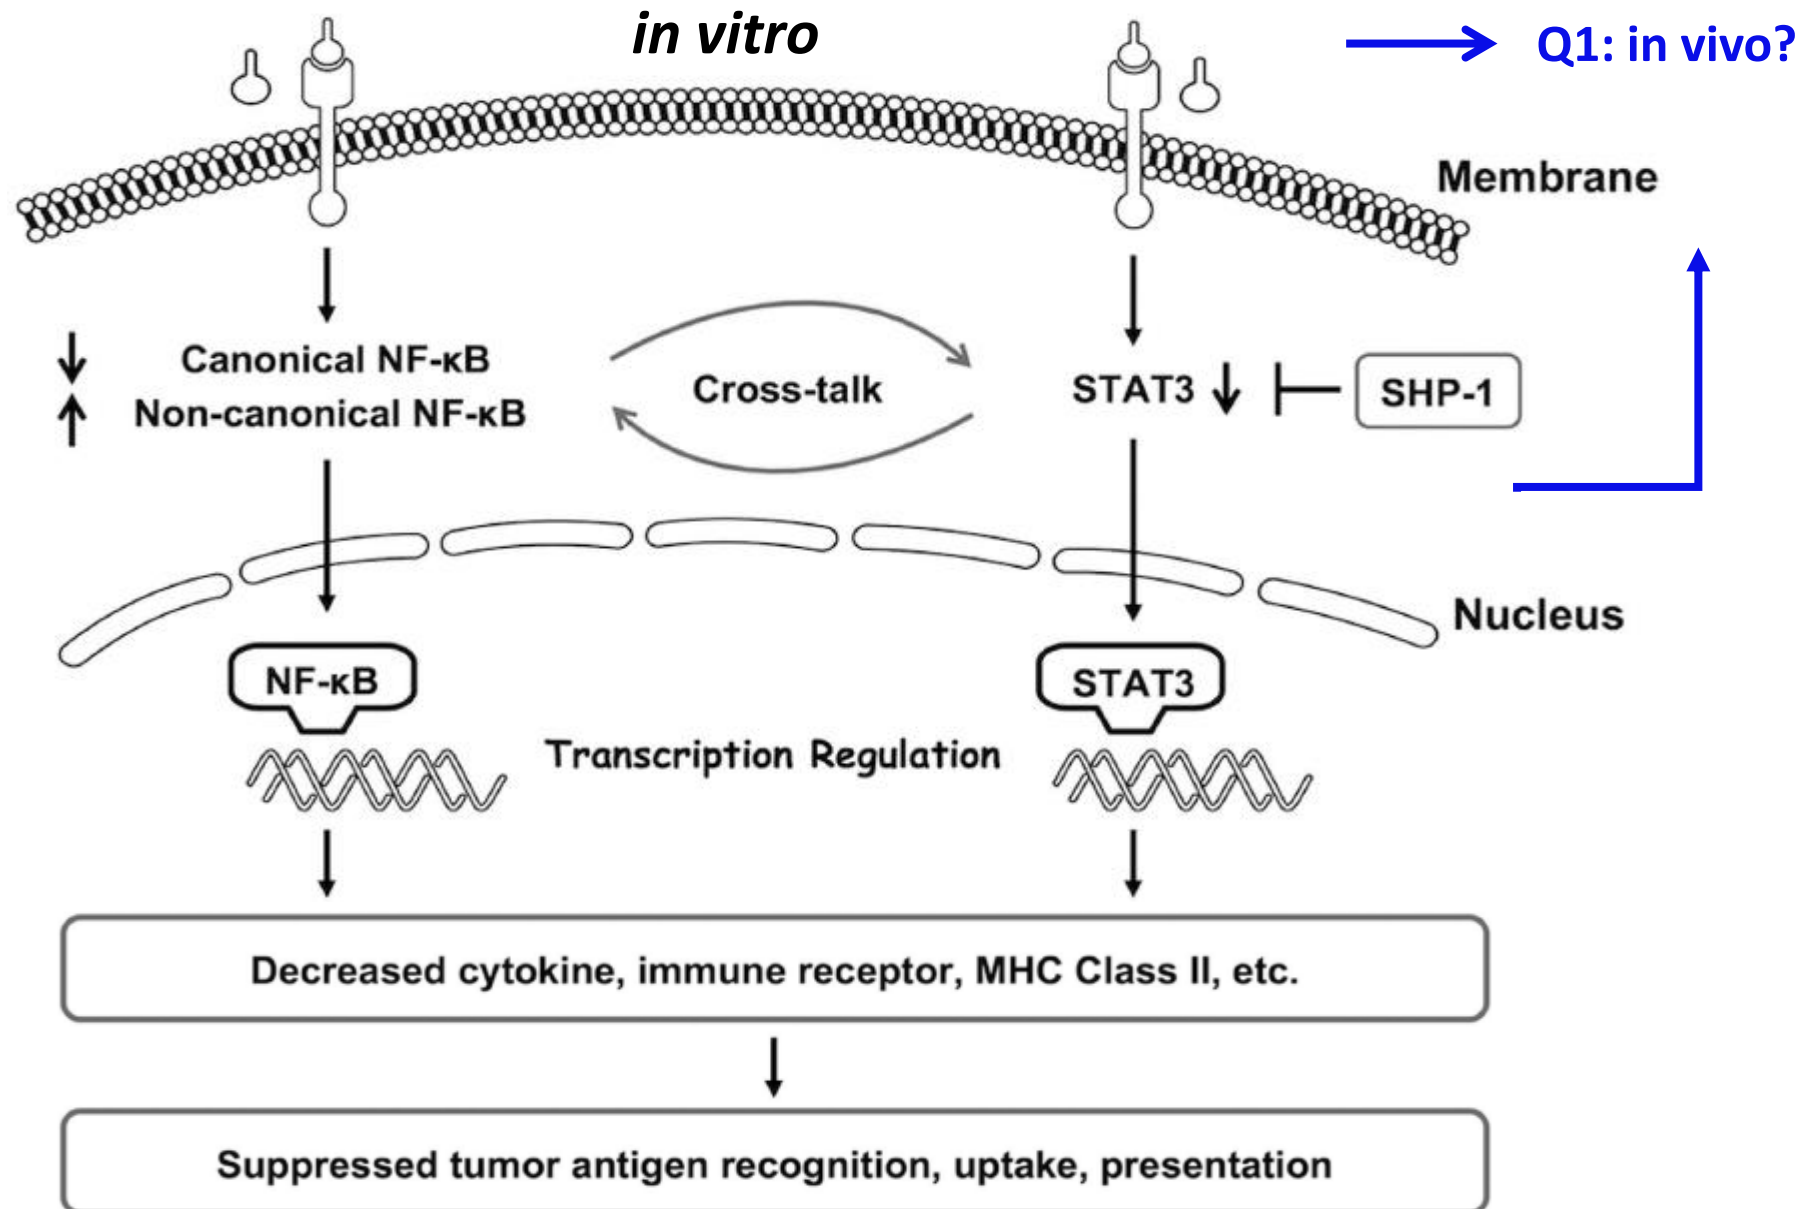 in vitro
Q1: in vivo?
Membrane
Canonical NF-κB
Non-canonical NF-κB
Cross-talk
STAT3
SHP-1
Nucleus
NF-κB
STAT3
Transcription Regulation
Decreased cytokine, immune receptor, MHC Class II, etc.
Suppressed tumor antigen recognition, uptake, presentation